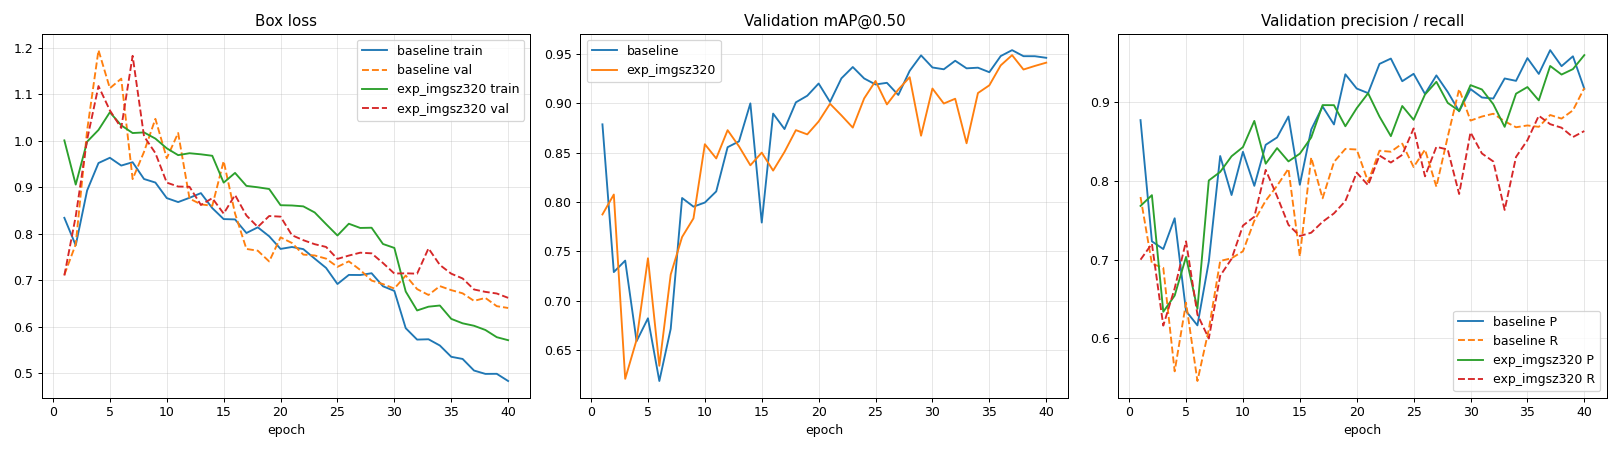 Box loss
1.2
1.1
1.0
0.9
0.8
0.7
0.6
0.5
0 5 10 15 20 25 30 35 40
epoch
baseline train
baseline val
exp_imgsz320 train
exp_imgsz320 val
Validation mAP@0.50
0.95
0.90
0.85
0.80
0.75
0.70
0.65
0 5 10 15 20 25 30 35 40
epoch
baseline
exp_imgsz320
Validation precision / recall
0.9
0.8
0.7
0.6
0 5 10 15 20 25 30 35 40
epoch
baseline P
baseline R
exp_imgsz320 P
exp_imgsz320 R